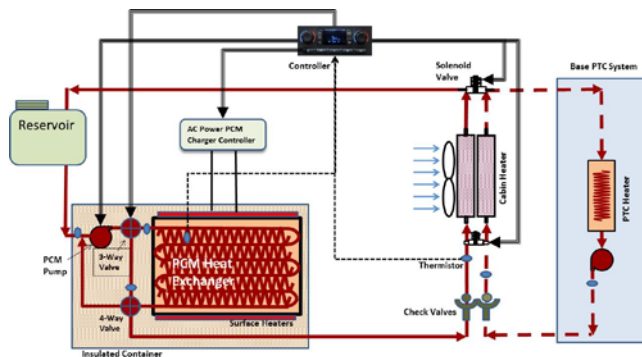 Controller
Solenoid
Valve
Base PTC System
Reservoir
AC Power PCM
Charger Controller
Cabin Heater
PTC Heater
PCM
Pump
3-Way
Valve
PCM Heat
Exchanger
Thermistor
4-Way
Valve
Surface Heaters
Check Valves
Insulated Container